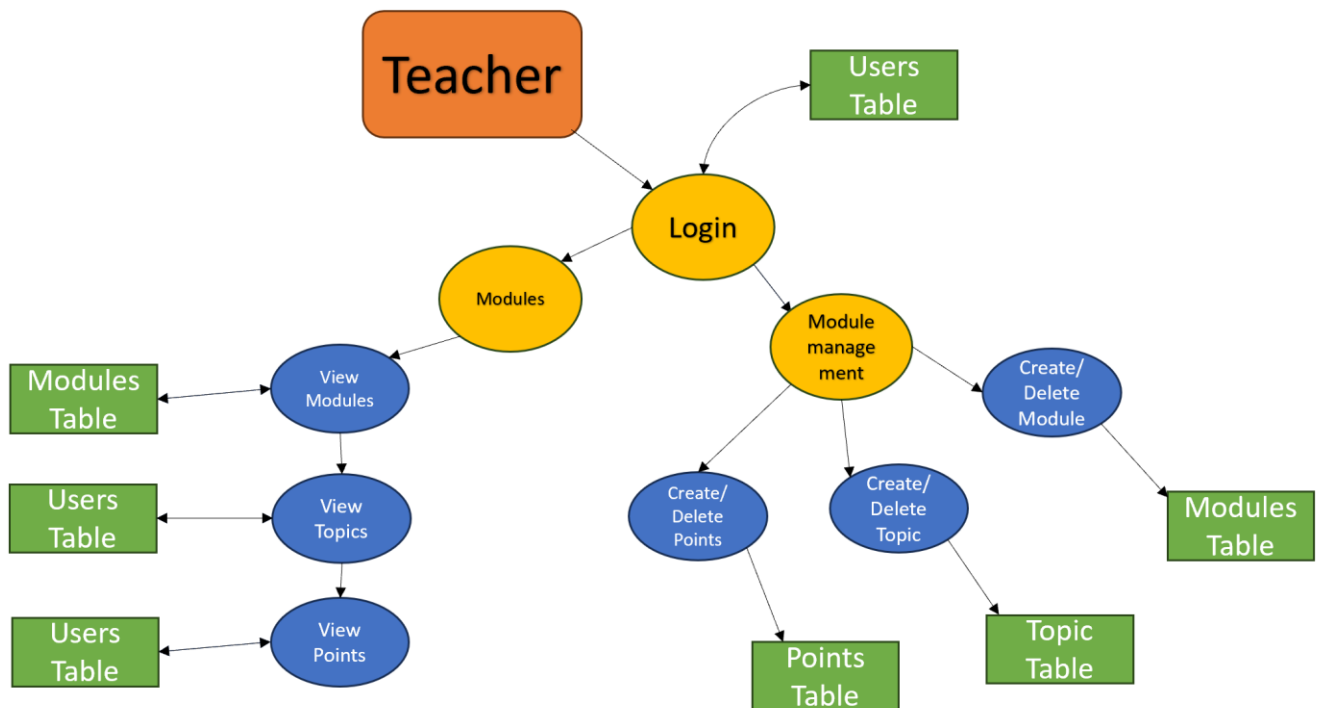 Teacher
Users
Table
Login
Modules
Module
manage
ment
View
Modules
Modules
Table
Create/
Delete
Module
Users
Table
View
Topics
Create/
Delete
Points
Create/
Delete
Topic
Modules
Table
Users
Table
View
Points
Points
Table
Topic
Table